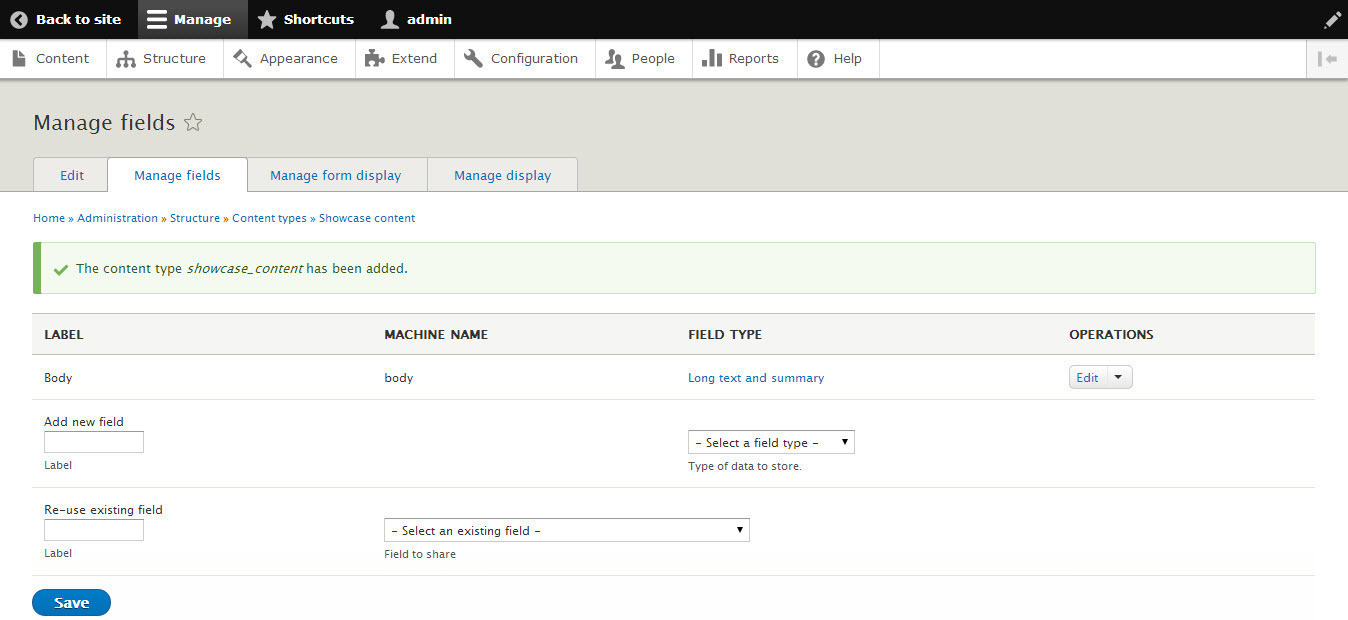 Back to site Manage Shortcuts admin
Content Structure Appearance Extend Configuration People Reports Help
Manage fields
Edit Manage fields Manage form display Manage display
Home » Administration » Structure » Content types » Showcase content
The content type showcase_content has been added.
LABEL MACHINE NAME FIELD TYPE OPERATIONS
Body body Long text and summary Edit
Add new field
– Select a field type –
Label Type of data to store.
Re-use existing field
– Select an existing field –
Label Field to share
Save